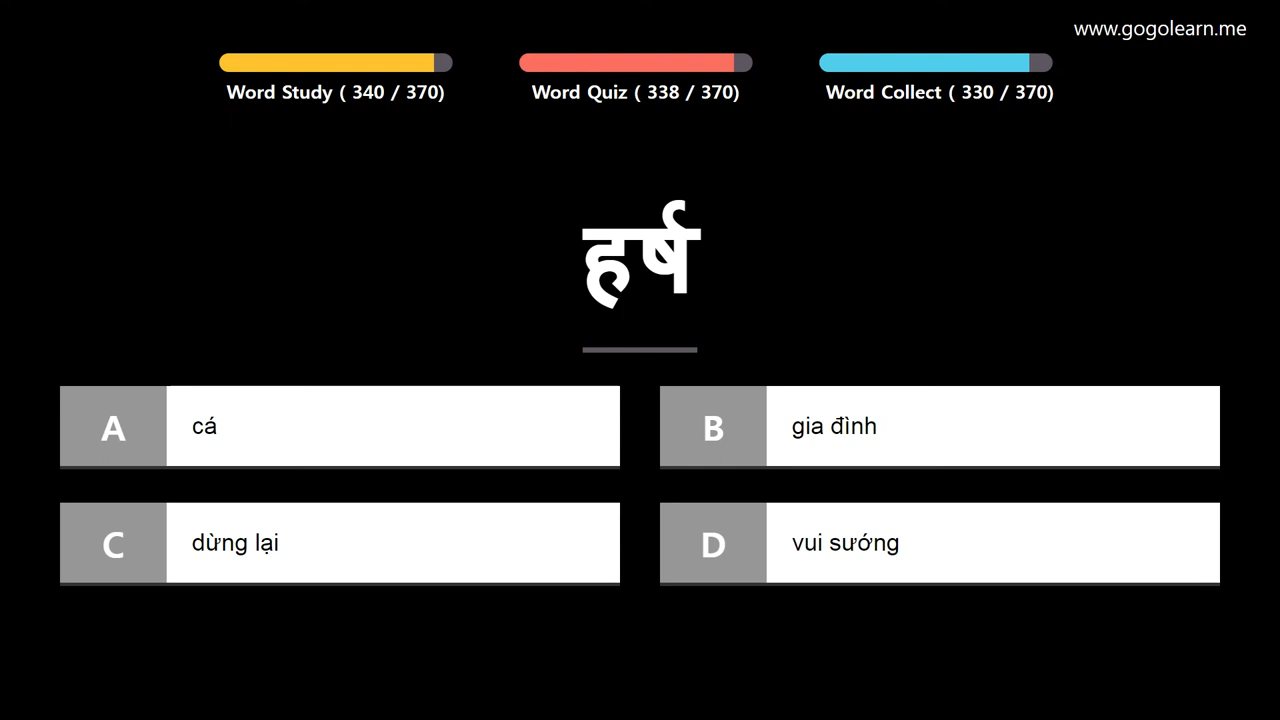 www.gogolearn.me
Word Study ( 340 / 370)
Word Quiz ( 338 / 370)
Word Collect ( 330 / 370)
हर्ष
A
cá
B
gia đình
C
dừng lại
D
vui sướng